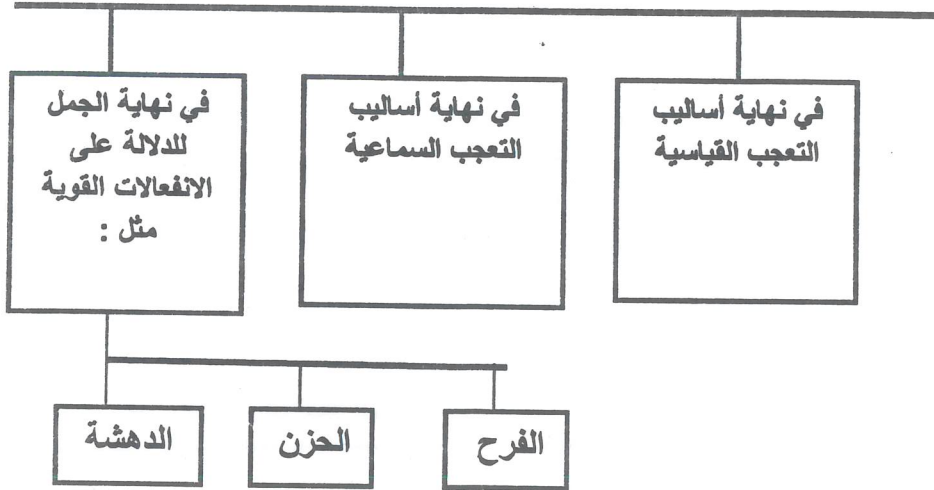 في نهاية أساليب
التعجب القياسية
في نهاية أساليب
التعجب السماعية
في نهاية الجمل
للدلالة على
الانفعالات القوية
مثل :
الفرح
الحزن
الدهشة